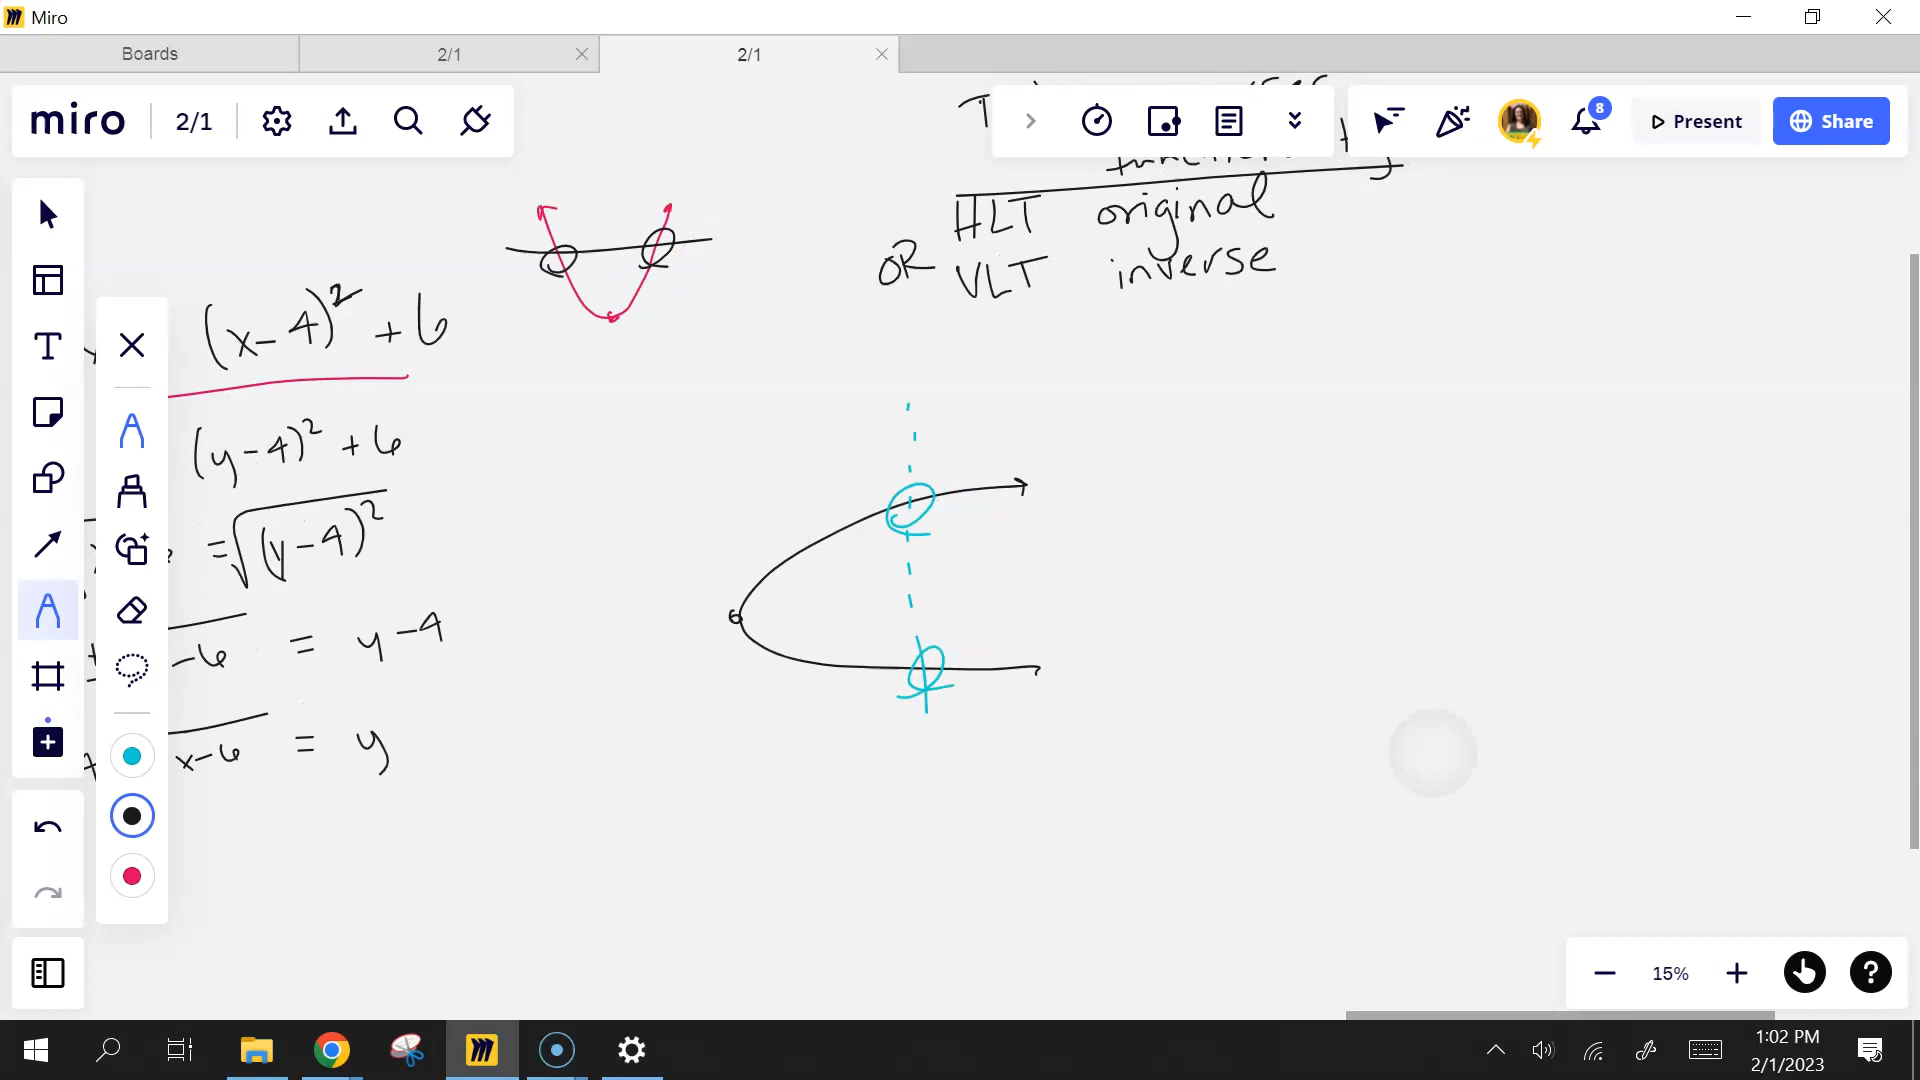 Miro
Boards
2/1
2/1
miro
2/1
8
Present
Share
HLT original
OR VLT inverse
(x-4)² + 6
(y-4)² + 6
= √(y-4)²
-6 = y-4
x-6 = y
15%
1:02 PM
2/1/2023